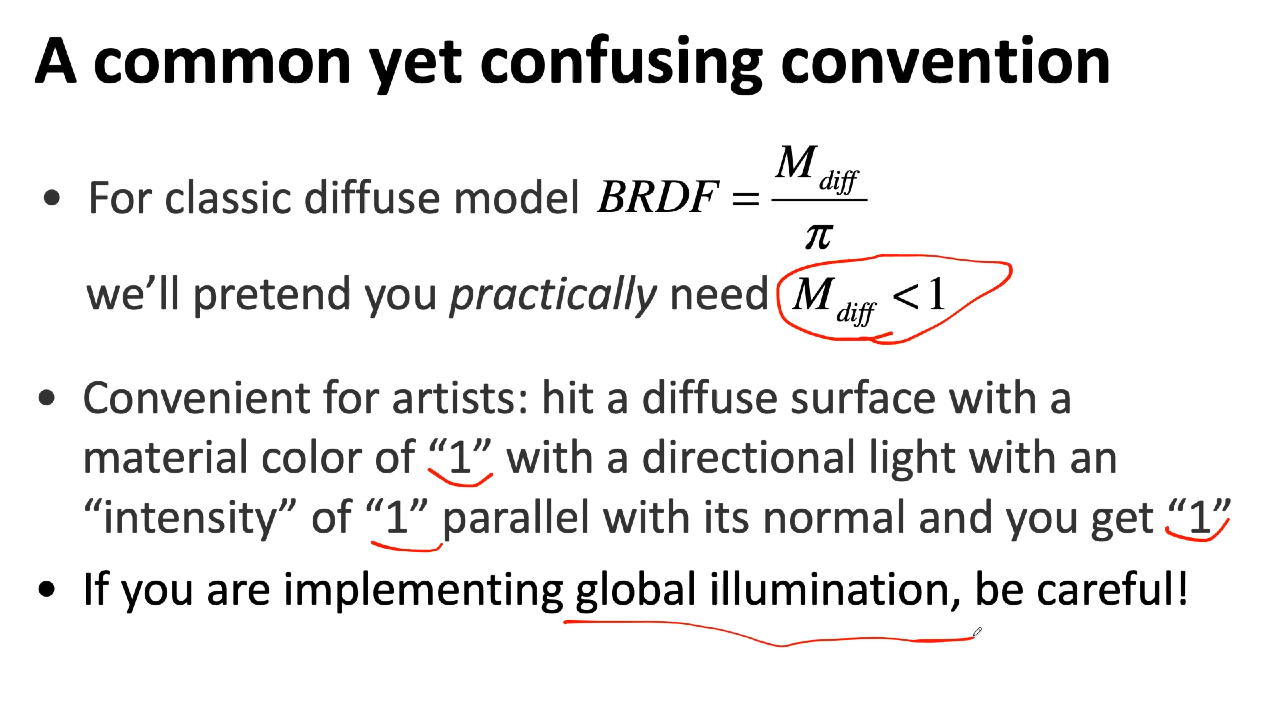 A common yet confusing convention
• For classic diffuse model BRDF = M_diff / π
we’ll pretend you practically need M_diff < 1
• Convenient for artists: hit a diffuse surface with a
material color of “1” with a directional light with an
“intensity” of “1” parallel with its normal and you get “1”
• If you are implementing global illumination, be careful!